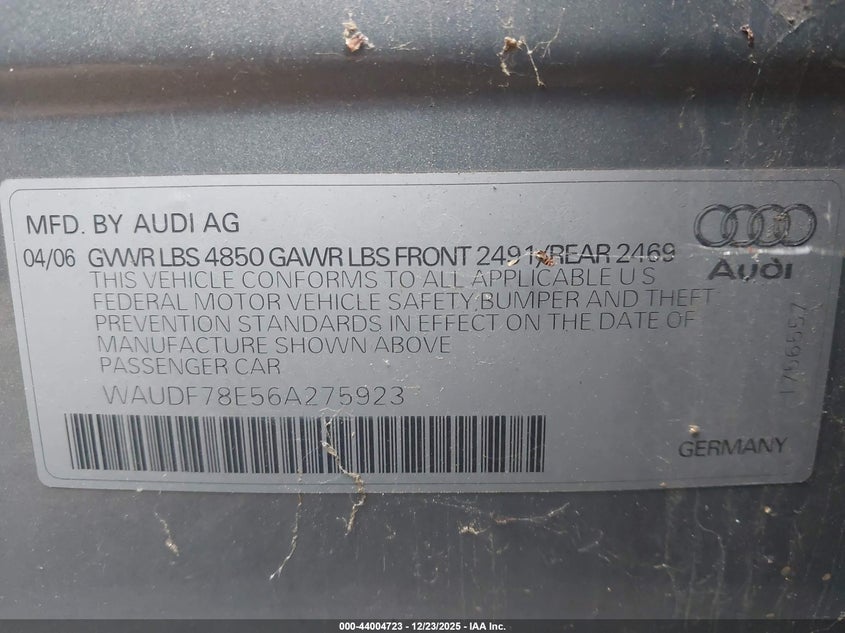 MFD. BY AUDI AG
04/06 GVWR LBS 4850 GAWR LBS FRONT 2491/REAR 2469
THIS VEHICLE CONFORMS TO ALL APPLICABLE U S
FEDERAL MOTOR VEHICLE SAFETY,BUMPER AND THEFT
PREVENTION STANDARDS IN EFFECT ON THE DATE OF
MANUFACTURE SHOWN ABOVE
PASSENGER CAR
WAUDF78E56A275923
Audi
1766557
GERMANY
000-44004723 - 12/23/2025 - IAA Inc.